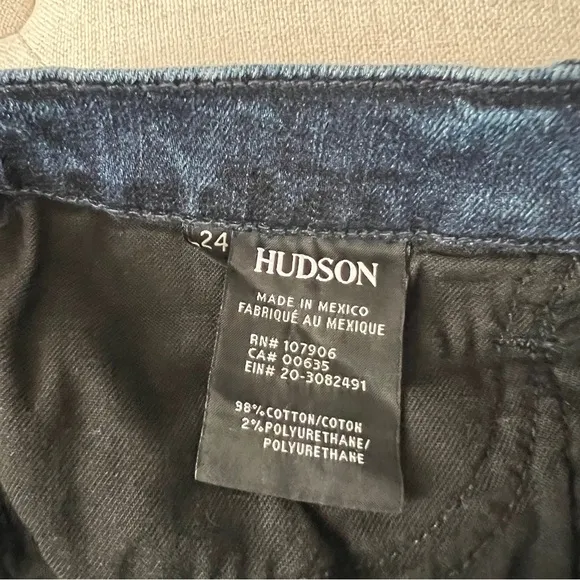 24
HUDSON
MADE IN MEXICO
FABRIQUÉ AU MEXIQUE
RN# 107906
CA# 00635
EIN# 20-3082491
98%COTTON/COTON
2%POLYURETHANE/
POLYURETHANE